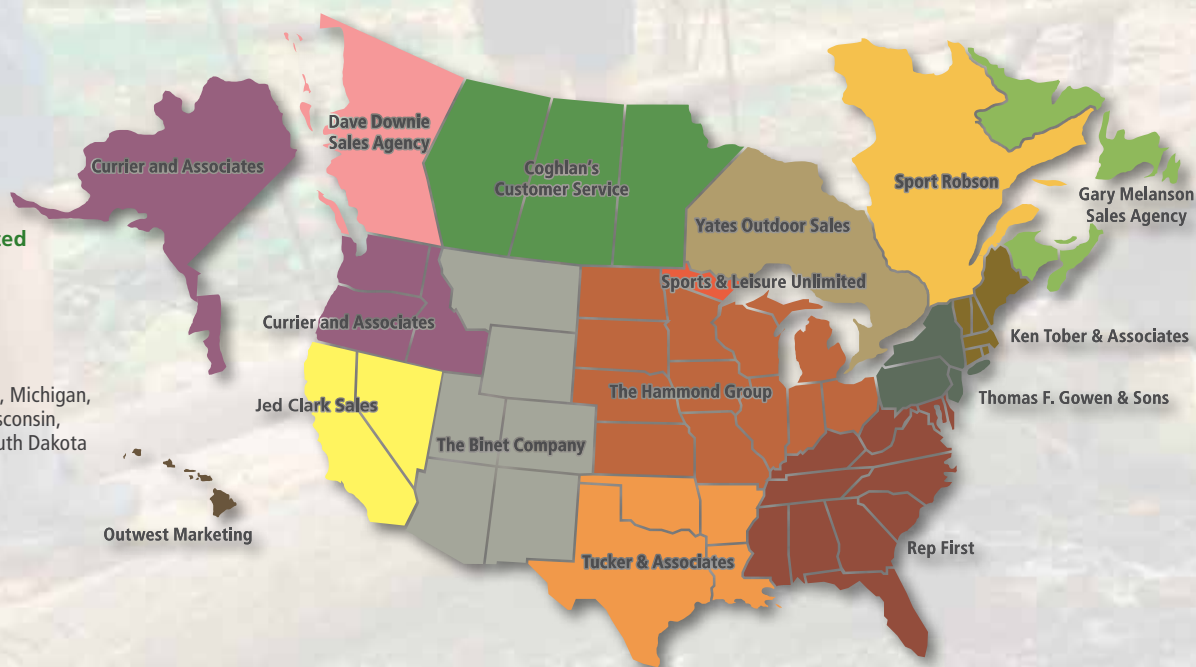 Dave Downie
Sales Agency
Currier and Associates
Coghlan's
Customer Service
Sport Robson
Gary Melanson
Sales Agency
Yates Outdoor Sales
Sports & Leisure Unlimited
Currier and Associates
Ken Tober & Associates
The Hammond Group
Thomas F. Gowen & Sons
Jed Clark Sales
The Binet Company
Outwest Marketing
Rep First
Tucker & Associates
, Michigan,
uth Dakota